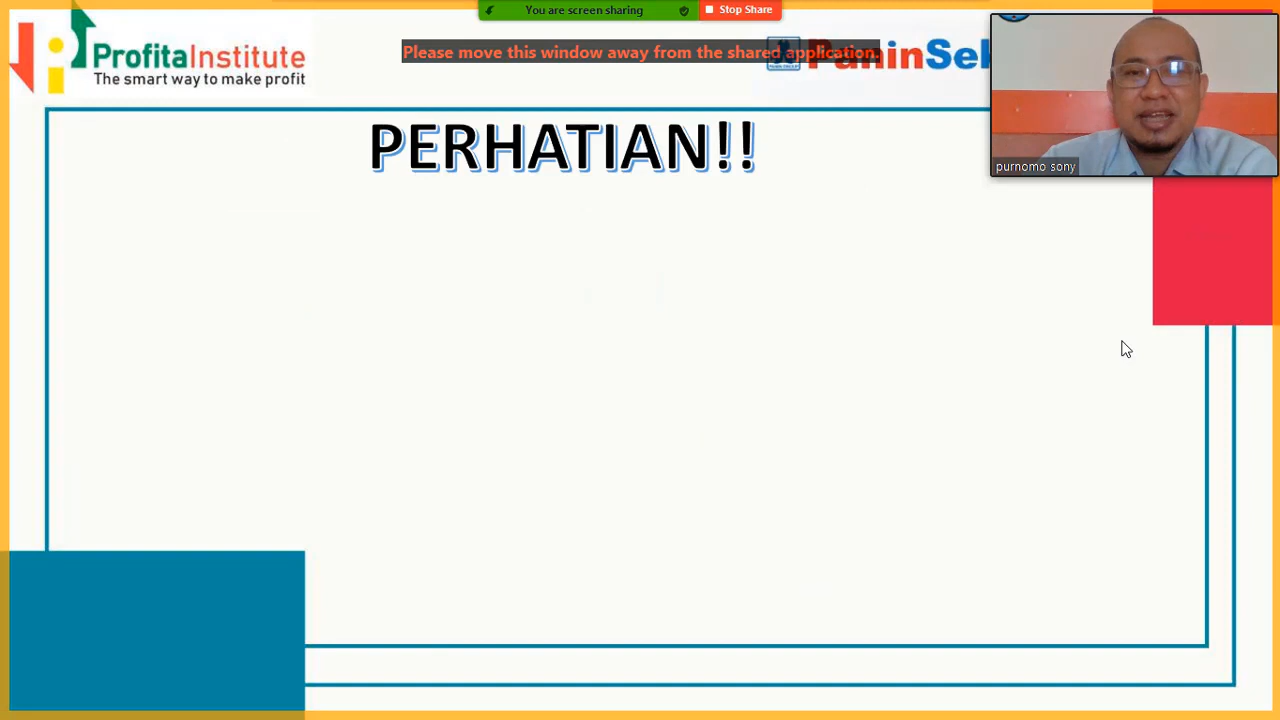 You are screen sharing
Stop Share
ProfitaInstitute
The smart way to make profit
Please move this window away from the shared application.
PERHATIAN!!
purnomo sony